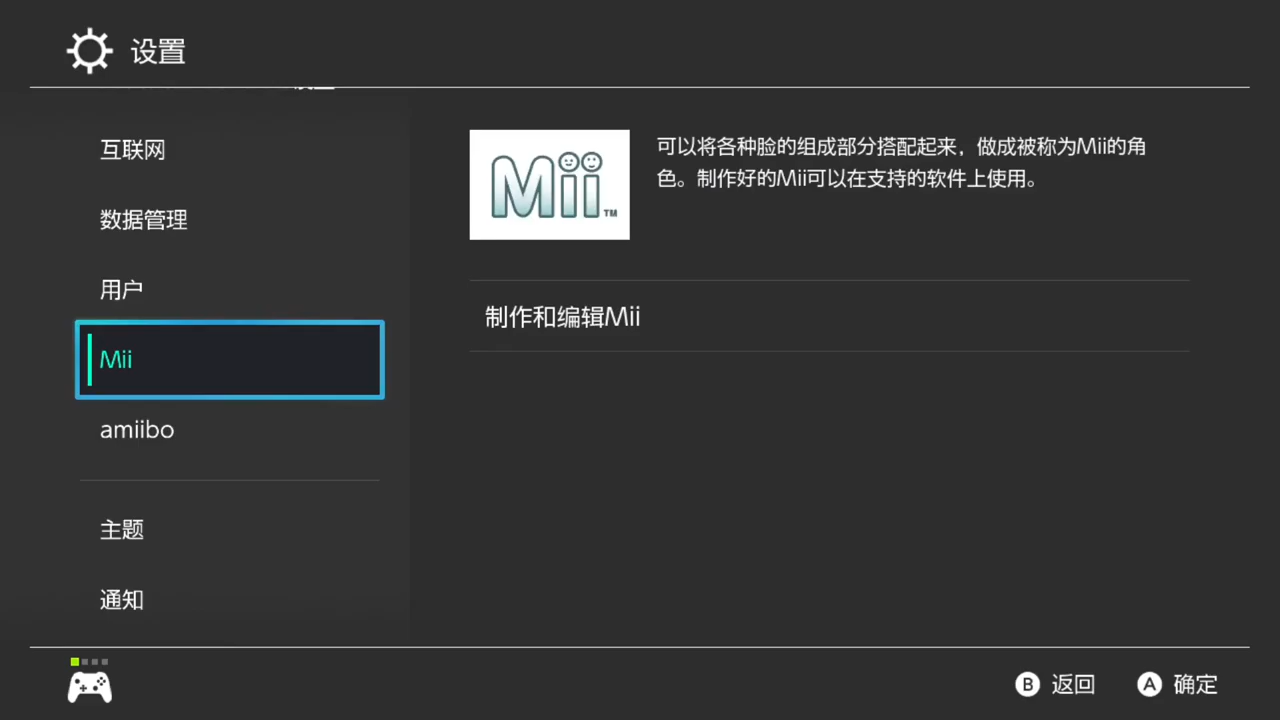 设置
互联网
数据管理
用户
Mii
amiibo
主题
通知
Mii™
可以将各种脸的组成部分搭配起来，做成被称为Mii的角
色。制作好的Mii可以在支持的软件上使用。
制作和编辑Mii
B 返回
A 确定